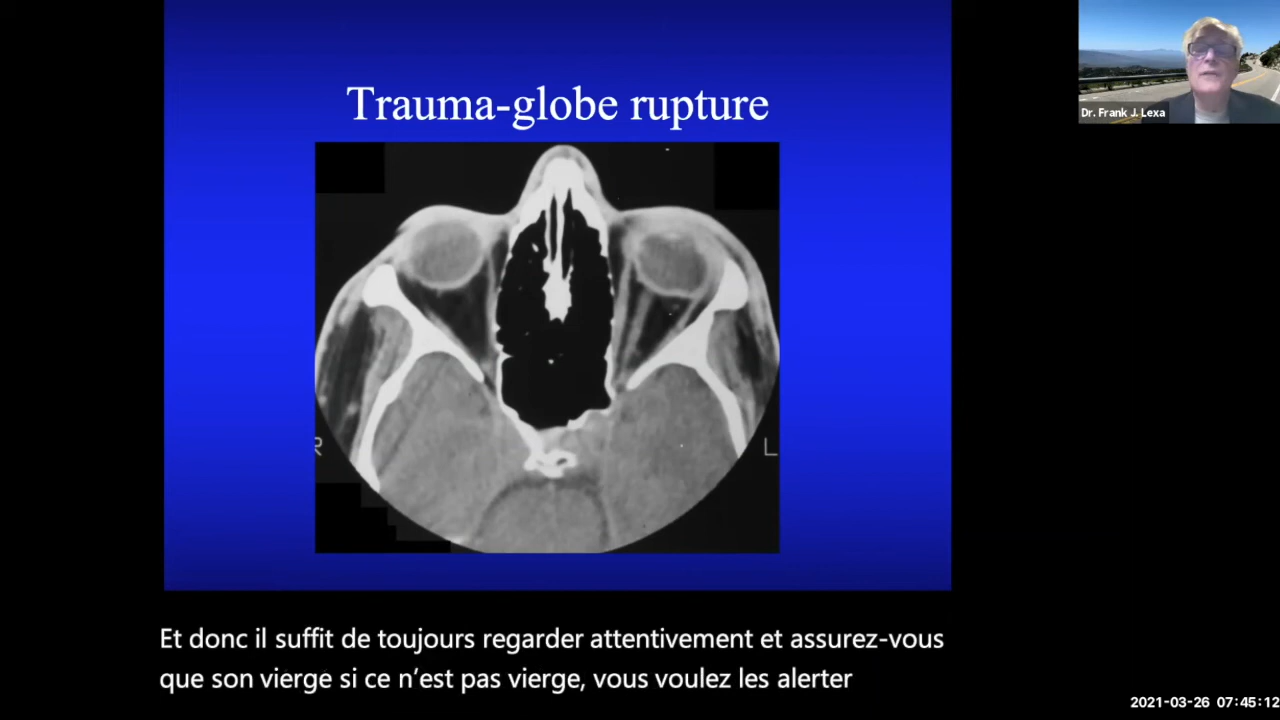 Trauma-globe rupture
Dr. Frank J. Lexa
R
L
Et donc il suffit de toujours regarder attentivement et assurez-vous
que son vierge si ce n’est pas vierge, vous voulez les alerter
2021-03-26 07:45:12